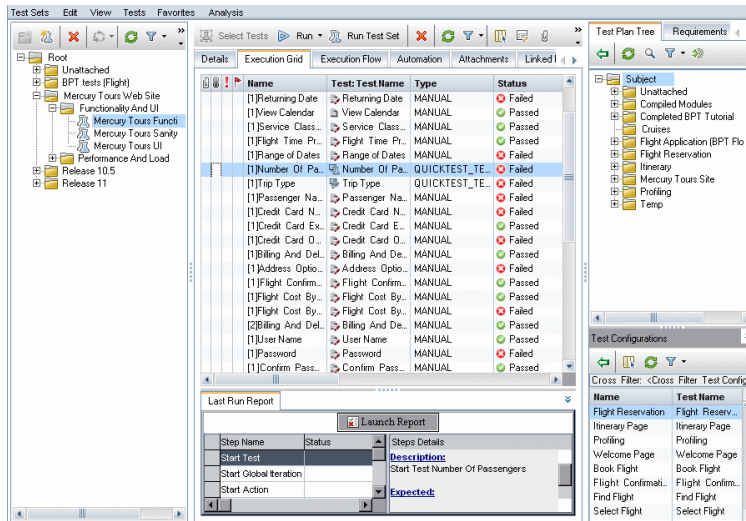 Test Sets Edit View Tests Favorites Analysis
Select Tests Run Run Test Set
Root
Unattached
BPT tests (Flight)
Mercury Tours Web Site
Functionality And UI
Mercury Tours Functi
Mercury Tours Sanity
Mercury Tours UI
Performance And Load
Release 10.5
Release 11
Details Execution Grid Execution Flow Automation Attachments Linked
Name Test: Test Name Type Status
[1]Returning Date Returning Date MANUAL Failed
[1]View Calendar View Calendar MANUAL Passed
[1]Service Class... Service Class... MANUAL Passed
[1]Flight Time Pr... Flight Time Pr... MANUAL Failed
[1]Range of Dates Range of Dates MANUAL Failed
[1]Number Of Pa... Number Of Pa... QUICKTEST_TE... Passed
[1]Trip Type Trip Type QUICKTEST_TE... Failed
[1]Passenger Na... Passenger Na... MANUAL Failed
[1]Credit Card N... Credit Card N... MANUAL Failed
[1]Credit Card Ex... Credit Card E... MANUAL Passed
[1]Credit Card O... Credit Card O... MANUAL Failed
[1]Billing And De... Billing And De... MANUAL Passed
[1]Address Optio... Address Optio... MANUAL Failed
[1]Flight Confirm... Flight Confirm... MANUAL Passed
[1]Flight Cost By... Flight Cost By... MANUAL Passed
[1]Flight Cost By... Flight Cost By... MANUAL Failed
[2]Billing And Del... Billing And Del... MANUAL Passed
[1]User Name User Name MANUAL Passed
[1]Password Password MANUAL Failed
[1]Confirm Pass... Confirm Pass... MANUAL Passed
Last Run Report
Launch Report
Step Name Status
Start Test
Start Global Iteration
Start Action
Steps Details
Description:
Start Test Number Of Passengers
Expected:
Test Plan Tree Requirements
Subject
Unattached
Compiled Modules
Completed BPT Tutorial
Cruises
Flight Application (BPT Flo
Flight Reservation
Itinerary
Mercury Tours Site
Profiling
Temp
Test Configurations
Cross Filter: <Cross Filter Test Config
Name Test Name
Flight Reservation Flight Reserv...
Itinerary Page Itinerary Page
Profiling Profiling
Welcome Page Welcome Page
Book Flight Book Flight
Flight Confirmati... Flight Confirm...
Find Flight Find Flight
Select Flight Select Flight